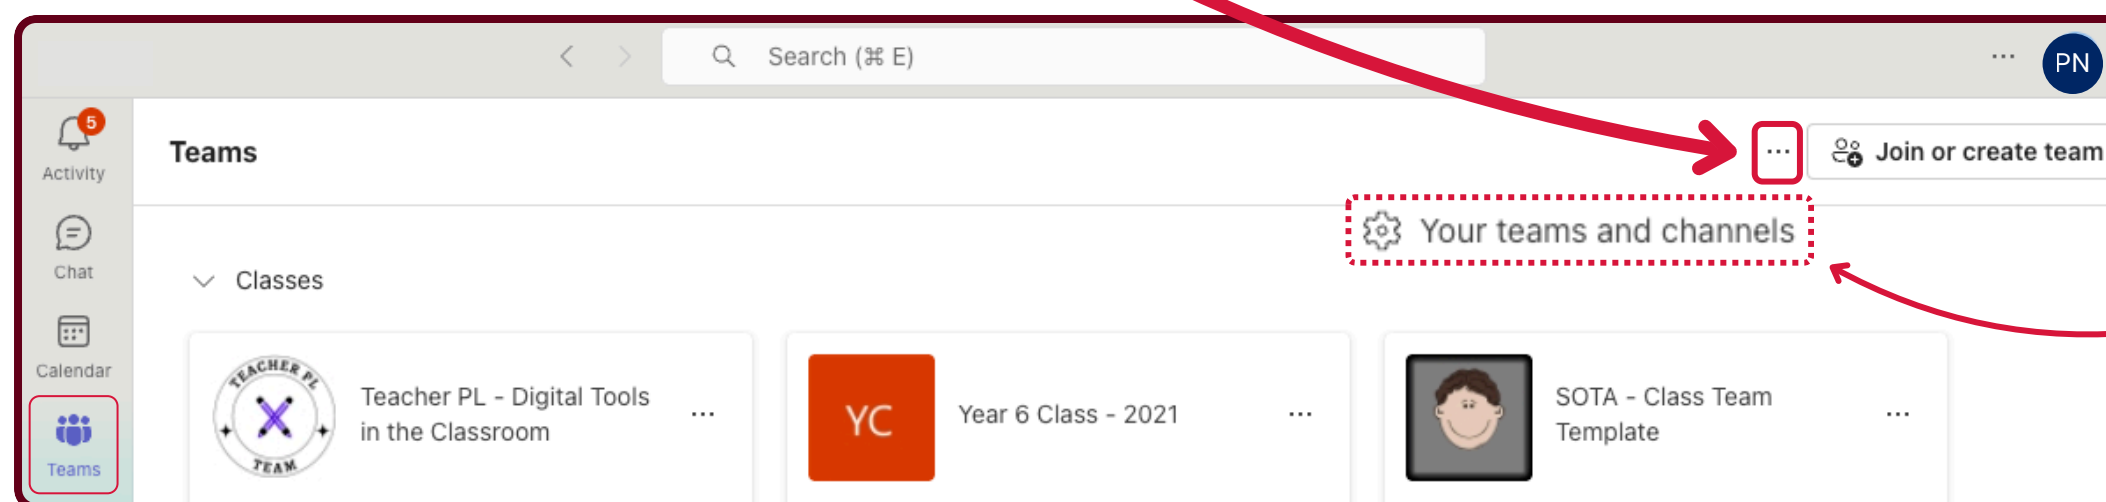 Search (⌘ E)
...
PN
5
Activity
Teams
...
Join or create team
Your teams and channels
Chat
Classes
Calendar
TEACHER PL
TEAM
Teacher PL - Digital Tools
in the Classroom
...
YC
Year 6 Class - 2021
...
SOTA - Class Team
Template
...
Teams